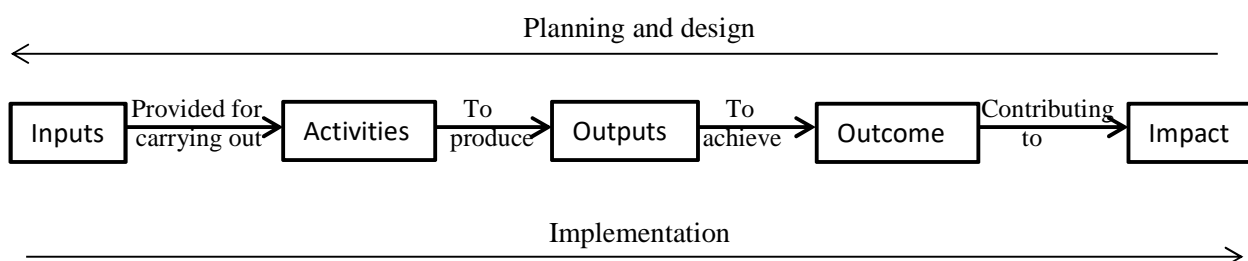 Planning and design
Inputs
Provided for
carrying out
Activities
To
produce
Outputs
To
achieve
Outcome
Contributing
to
Impact
Implementation